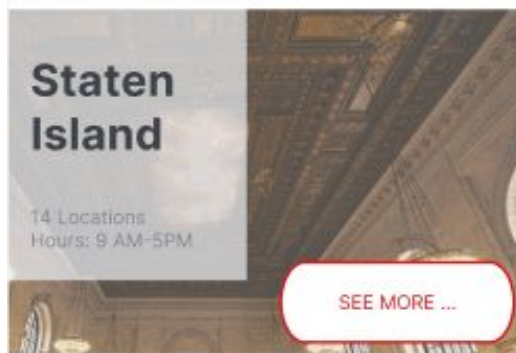 Staten
Island
14 Locations
Hours: 9 AM-5PM
SEE MORE ...